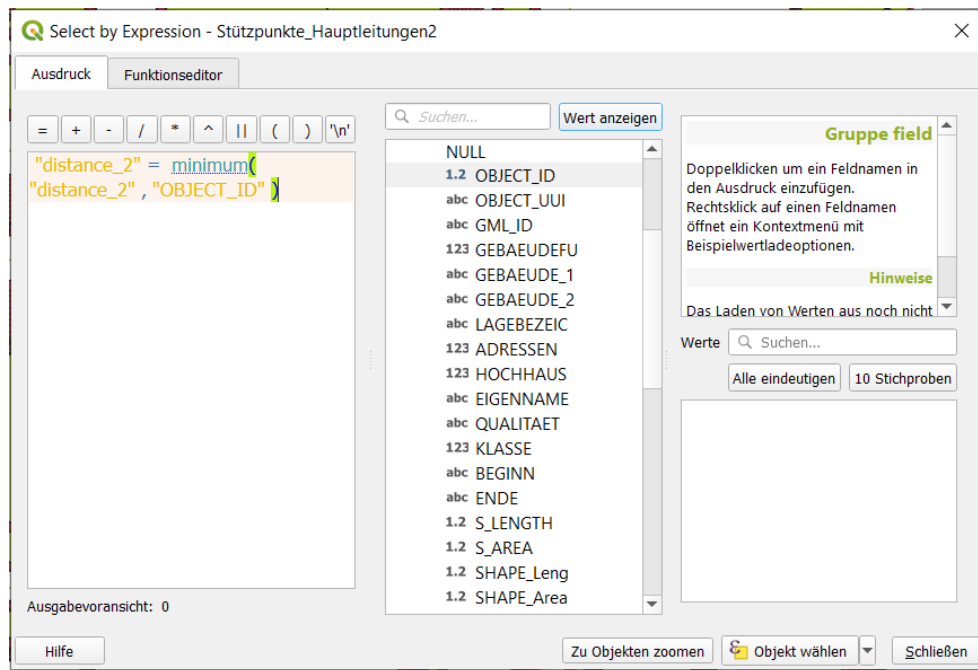 Select by Expression - Stützpunkte_Hauptleitungen2
Ausdruck
Funktionseditor
= + - / * ^ || ( ) '\n'
"distance_2" = minimum(
"distance_2" , "OBJECT_ID" )
Ausgabevoransicht: 0
Suchen...
Wert anzeigen
NULL
1.2 OBJECT_ID
abc OBJECT_UUI
abc GML_ID
123 GEBAEUDEFU
abc GEBAEUDE_1
abc GEBAEUDE_2
abc LAGEBEZEIC
123 ADRESSEN
123 HOCHHAUS
abc EIGENNAME
abc QUALITAET
123 KLASSE
abc BEGINN
abc ENDE
1.2 S_LENGTH
1.2 S_AREA
1.2 SHAPE_Leng
1.2 SHAPE_Area
Gruppe field
Doppelklicken um ein Feldnamen in
den Ausdruck einzufügen.
Rechtsklick auf einen Feldnamen
öffnet ein Kontextmenü mit
Beispielwertladeoptionen.
Hinweise
Das Laden von Werten aus noch nicht
Werte Suchen...
Alle eindeutigen
10 Stichproben
Hilfe
Zu Objekten zoomen
Objekt wählen
Schließen